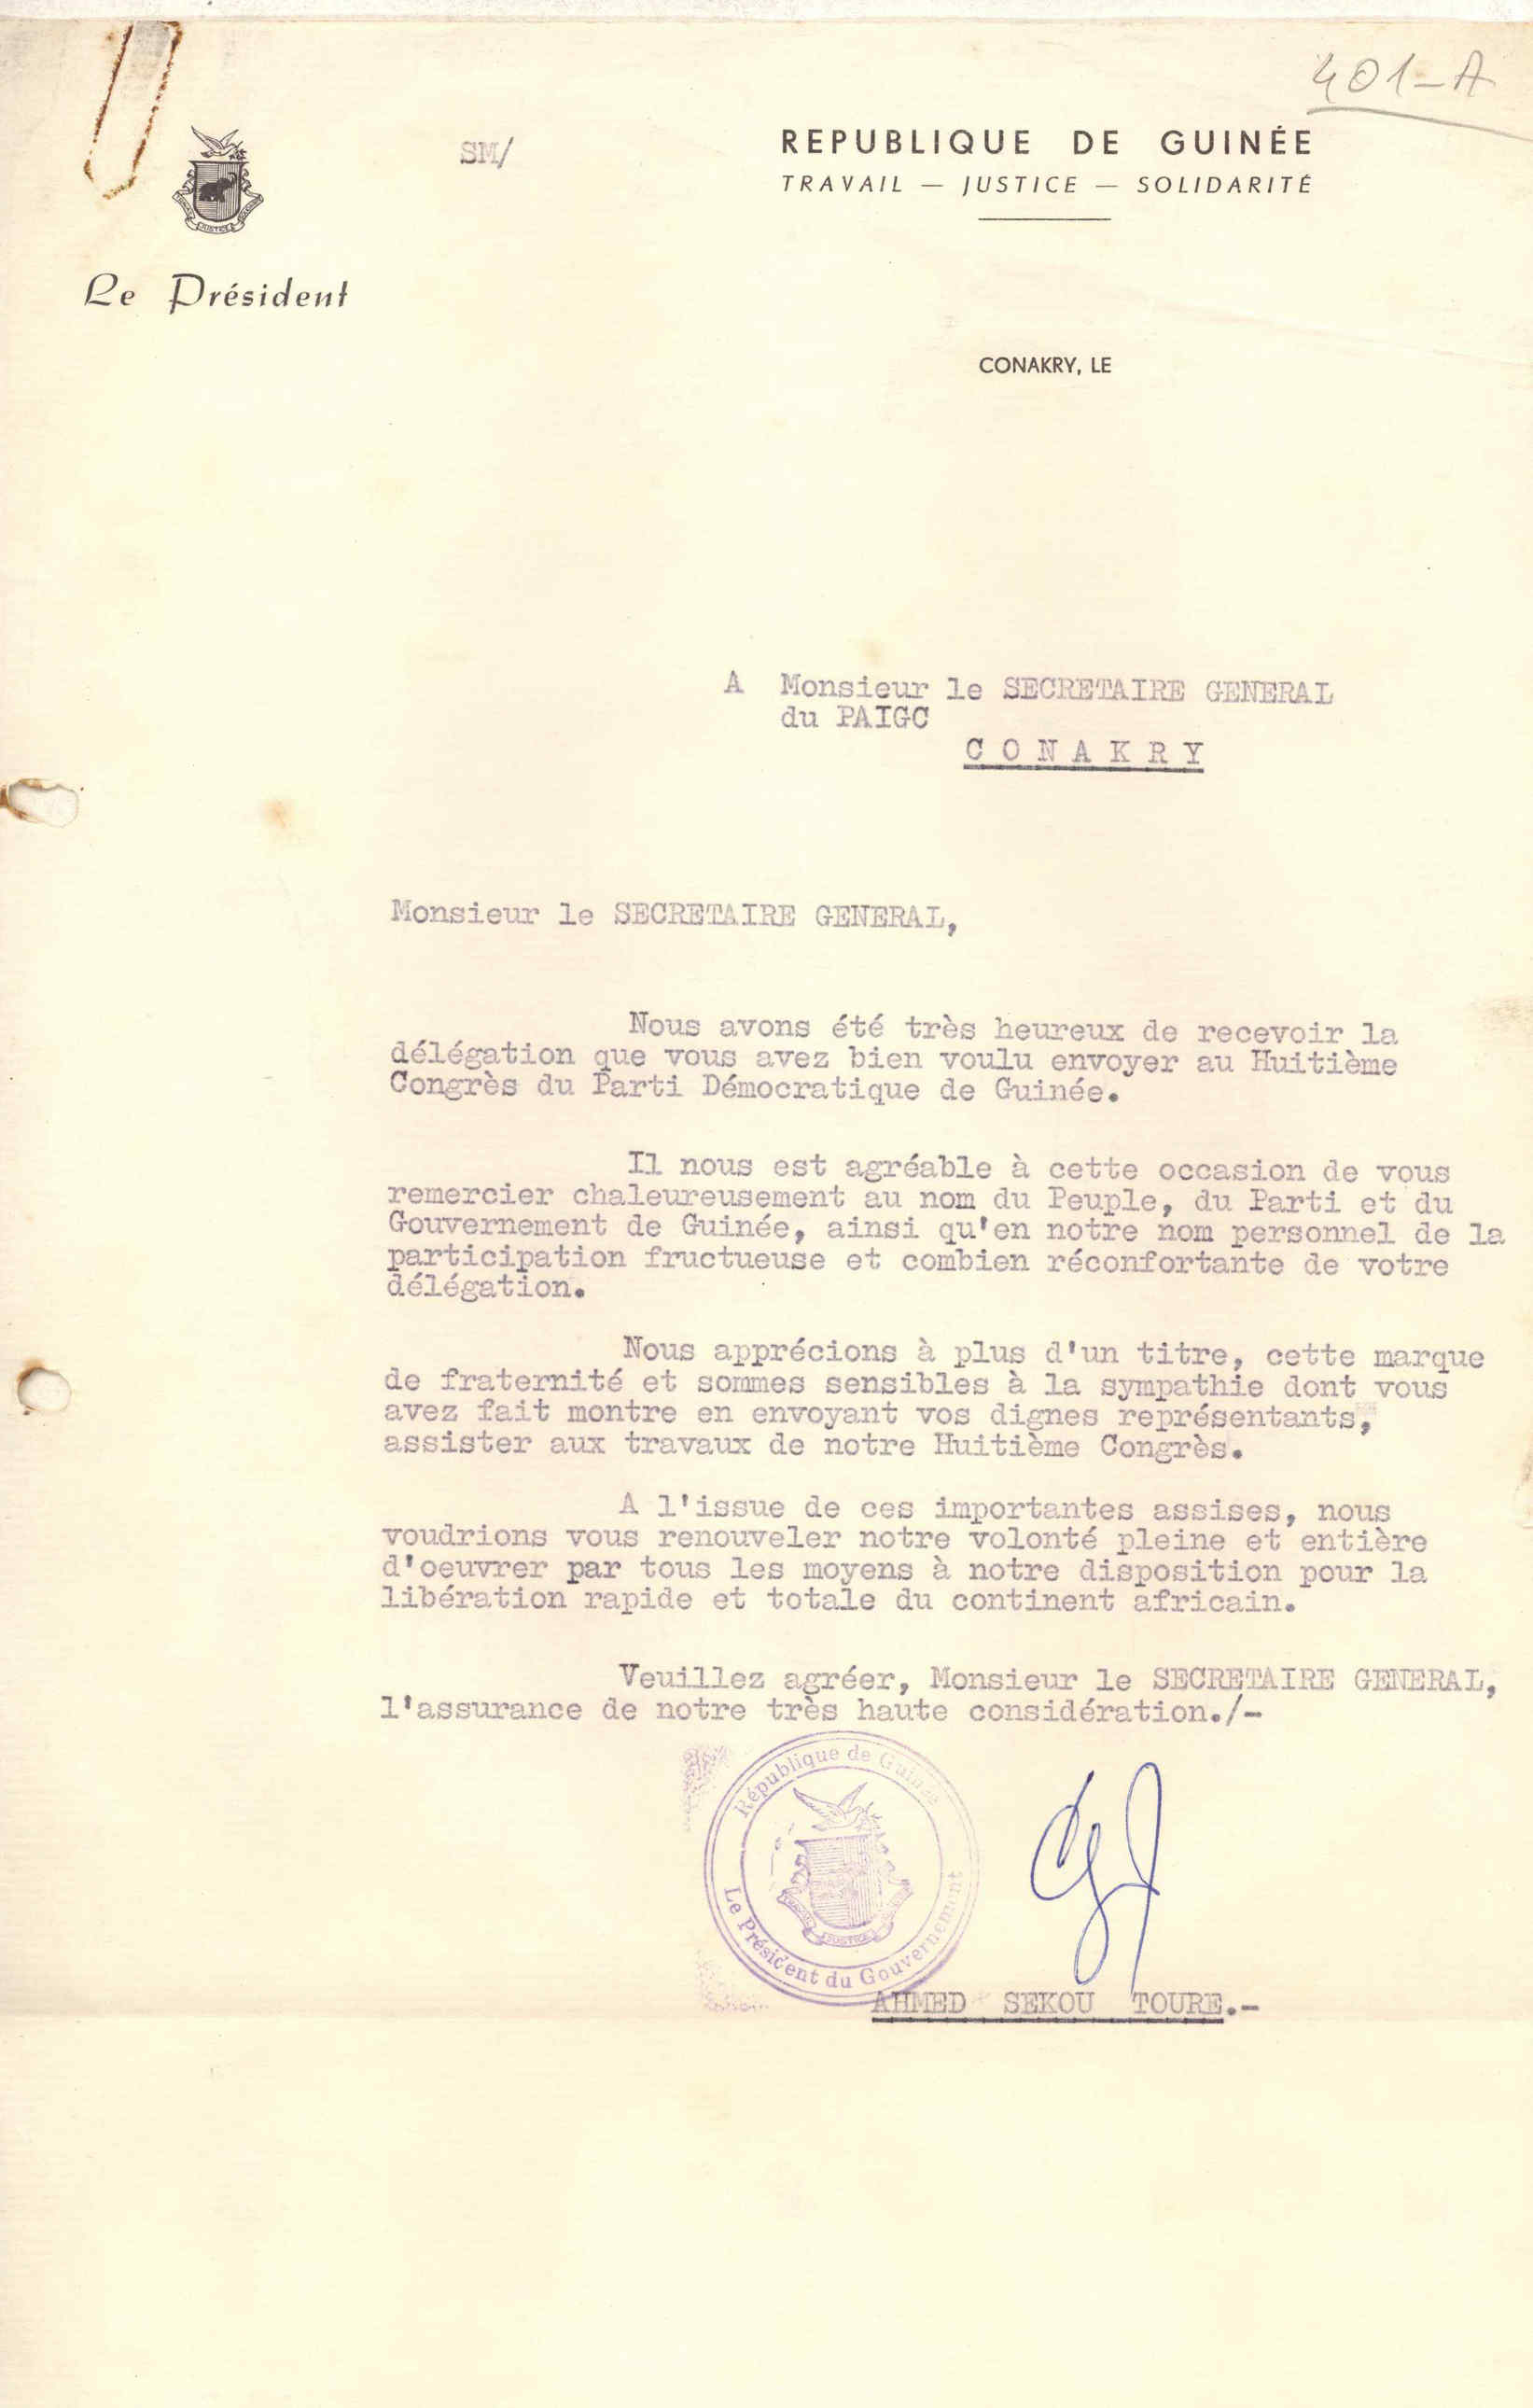 401-A
SM/
REPUBLIQUE DE GUINÉE
TRAVAIL — JUSTICE — SOLIDARITÉ
Le Président
CONAKRY, LE
A Monsieur le SECRETAIRE GENERAL
du PAIGC
CONAKRY
Monsieur le SECRETAIRE GENERAL,
Nous avons été très heureux de recevoir la
délégation que vous avez bien voulu envoyer au Huitième
Congrès du Parti Démocratique de Guinée.
Il nous est agréable à cette occasion de vous
remercier chaleureusement au nom du Peuple, du Parti et du
Gouvernement de Guinée, ainsi qu'en notre nom personnel de la
participation fructueuse et combien réconfortante de votre
délégation.
Nous apprécions à plus d'un titre, cette marque
de fraternité et sommes sensibles à la sympathie dont vous
avez fait montre en envoyant vos dignes représentants,
assister aux travaux de notre Huitième Congrès.
A l'issue de ces importantes assises, nous
voudrions vous renouveler notre volonté pleine et entière
d'oeuvrer par tous les moyens à notre disposition pour la
libération rapide et totale du continent africain.
Veuillez agréer, Monsieur le SECRETAIRE GENERAL,
l'assurance de notre très haute considération./-
République de Guinée
JUSTICE
Le Président du Gouvernement
AHMED SEKOU TOURE.-